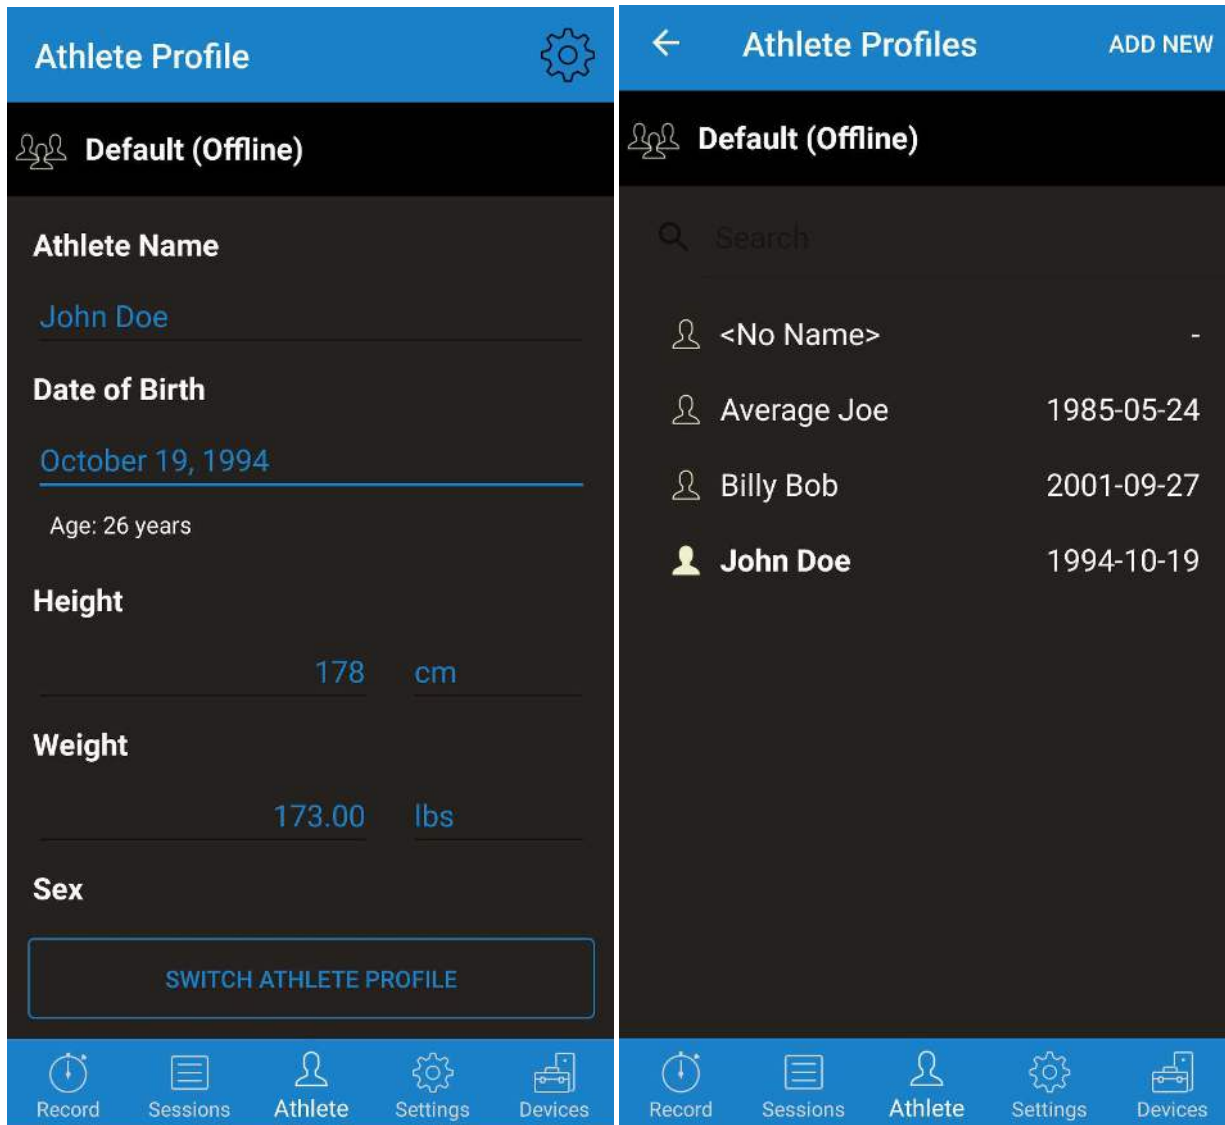 Athlete Profile
Default (Offline)
Athlete Name
John Doe
Date of Birth
October 19, 1994
Age: 26 years
Height
178 cm
Weight
173.00 lbs
Sex
SWITCH ATHLETE PROFILE
Record Sessions Athlete Settings Devices
Athlete Profiles ADD NEW
Default (Offline)
Search
<No Name> -
Average Joe 1985-05-24
Billy Bob 2001-09-27
John Doe 1994-10-19
Record Sessions Athlete Settings Devices